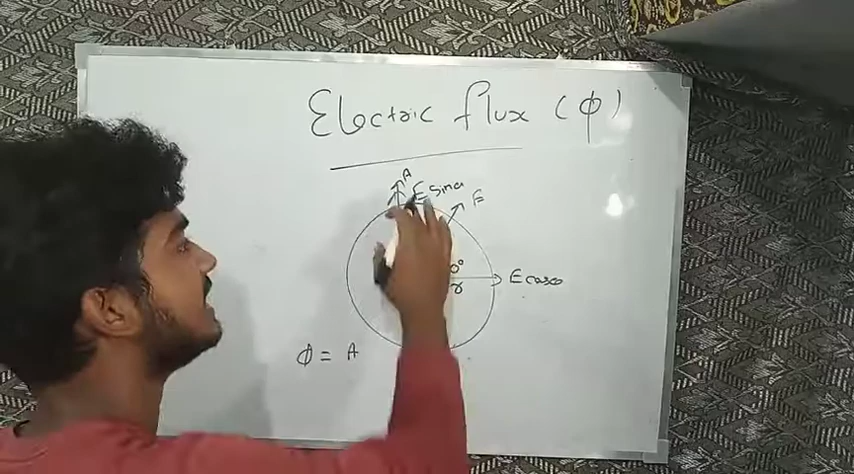 Electric flux (ϕ)
A
E sinα
E
0°
r
E cosα
ϕ = A